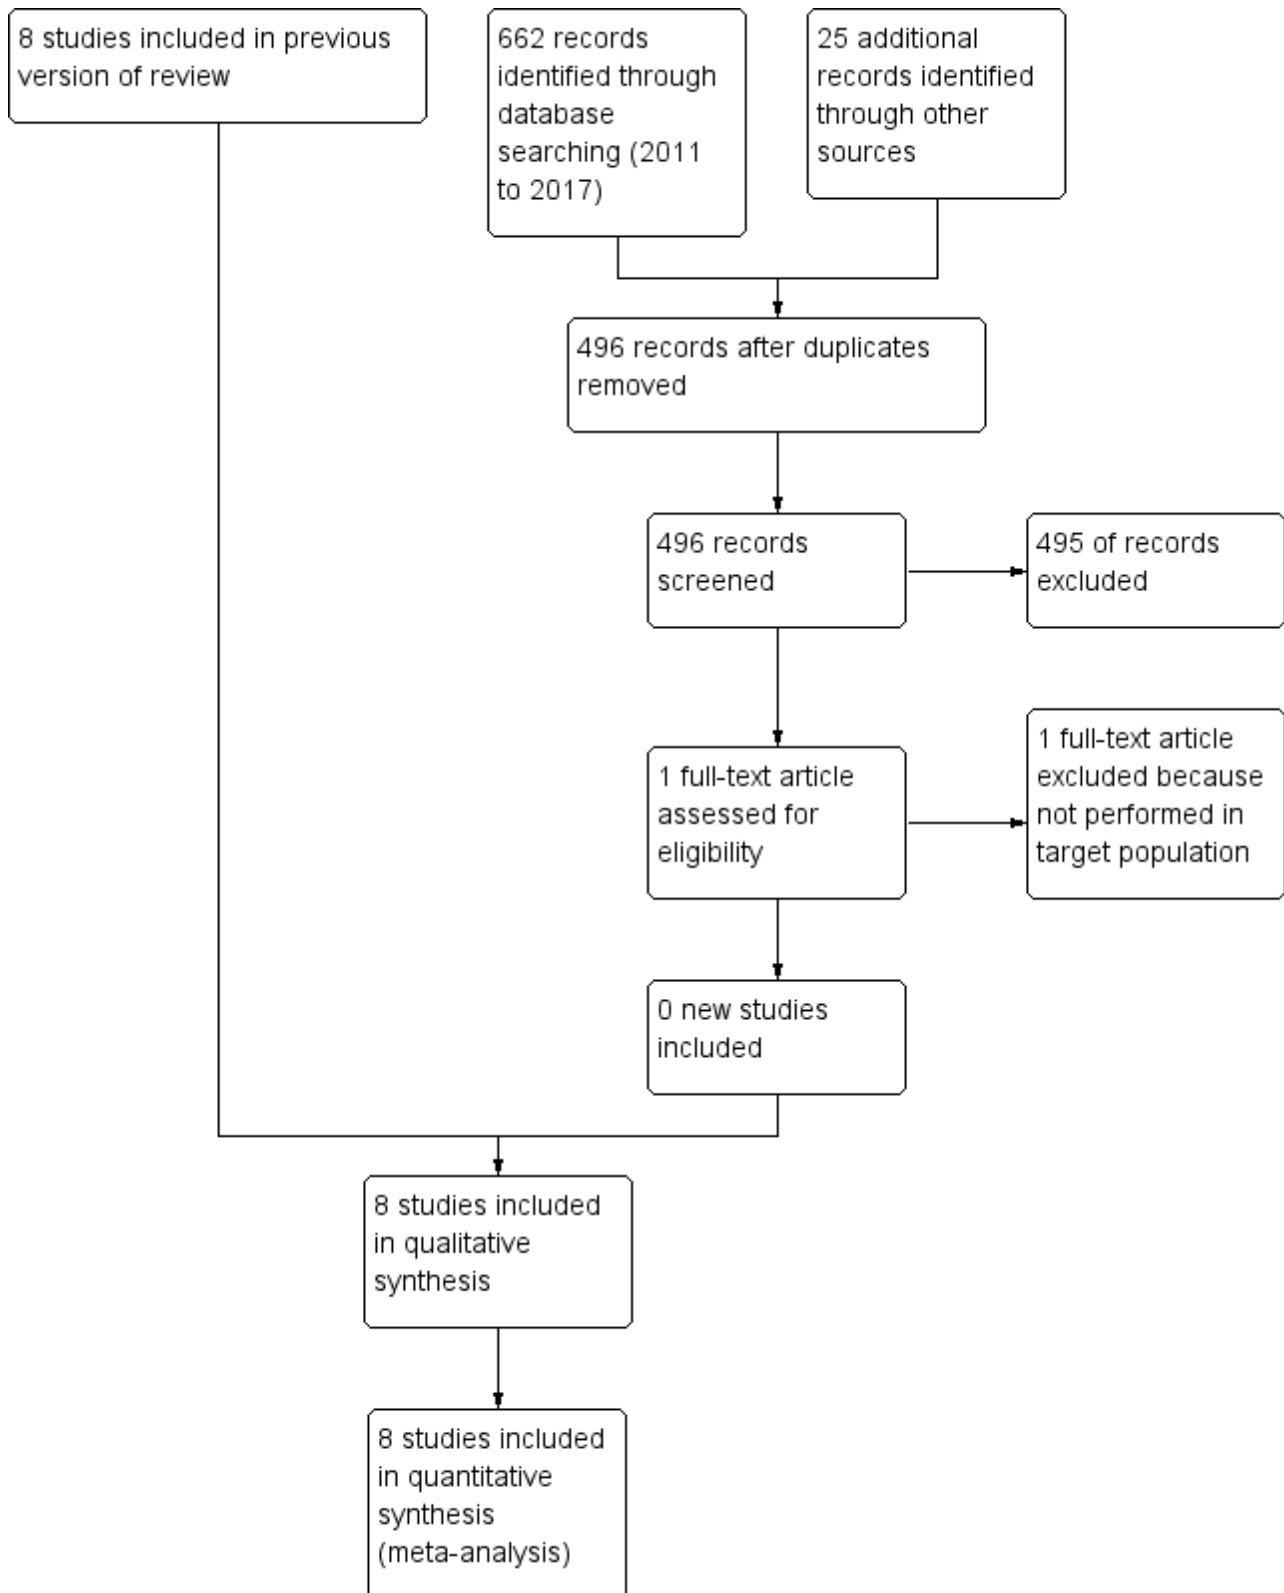 8 studies included in previous
version of review
662 records
identified through
database
searching (2011
to 2017)
25 additional
records identified
through other
sources
496 records after duplicates
removed
496 records
screened
495 of records
excluded
1 full-text article
assessed for
eligibility
1 full-text article
excluded because
not performed in
target population
0 new studies
included
8 studies included
in qualitative
synthesis
8 studies included
in quantitative
synthesis
(meta-analysis)